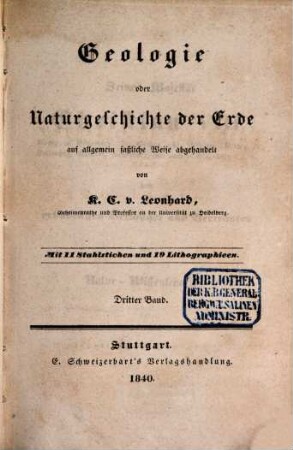 Geologie
oder
Naturgeschichte der Erde
auf allgemein faßliche Weise abgehandelt
von
K. C. v. Leonhard,
Geheimenrathe und Professor an der Universität zu Heidelberg.
Mit 11 Stahlstichen und 19 Lithographieen.
Dritter Band.
BIBLIOTHEK
DER K. B. GENERAL
BERGW. U. SALINEN
ADMINISTR.
Stuttgart.
E. Schweizerbart's Verlagshandlung.
1840.